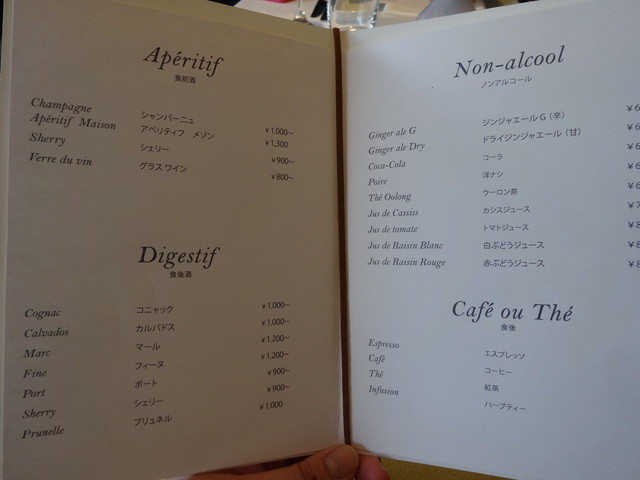 Apéritif
食前酒
Champagne シャンパーニュ ¥1,000~
Apéritif Maison アペリティフ メゾン ¥1,300
Sherry シェリー ¥900~
Verre du vin グラスワイン ¥800~
Digestif
食後酒
Cognac コニャック ¥1,000~
Calvados カルバドス ¥1,000~
Marc マール ¥1,200~
Fine フィーヌ ¥1,200~
Port ポート ¥900~
Sherry シェリー ¥900~
Prunelle プリュネル ¥1,000
Non-alcool
ノンアルコール
Ginger ale G ジンジャエール G (辛)
Ginger ale Dry ドライジンジャエール (甘)
Coca-Cola コーラ
Poire 洋ナシ
Thé Oolong ウーロン茶
Jus de Cassiss カシスジュース
Jus de tomate トマトジュース
Jus de Raisin Blanc 白ぶどうジュース
Jus de Raisin Rouge 赤ぶどうジュース
Café ou Thé
食後
Espresso エスプレッソ
Café コーヒー
Thé 紅茶
Infusion ハーブティー